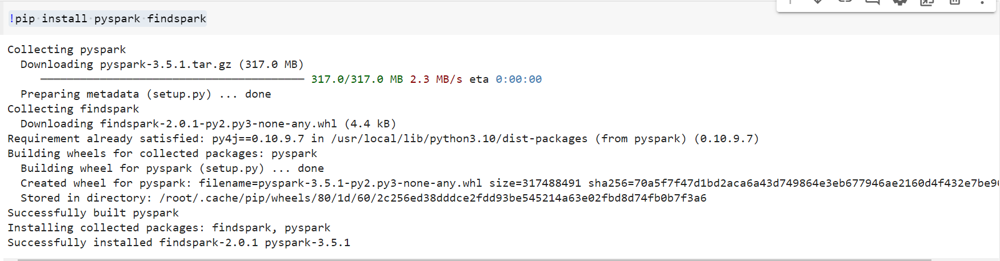 !pip install pyspark findspark
Collecting pyspark
Downloading pyspark-3.5.1.tar.gz (317.0 MB)
317.0/317.0 MB 2.3 MB/s eta 0:00:00
Preparing metadata (setup.py) ... done
Collecting findspark
Downloading findspark-2.0.1-py2.py3-none-any.whl (4.4 kB)
Requirement already satisfied: py4j==0.10.9.7 in /usr/local/lib/python3.10/dist-packages (from pyspark) (0.10.9.7)
Building wheels for collected packages: pyspark
Building wheel for pyspark (setup.py) ... done
Created wheel for pyspark: filename=pyspark-3.5.1-py2.py3-none-any.whl size=317488491 sha256=70a5f7f47d1bd2aca6a43d749864e3eb677946ae2160d4f432e7be9
Stored in directory: /root/.cache/pip/wheels/80/1d/60/2c256ed38dddce2fdd93be545214a63e02fbd8d74fb0b7f3a6
Successfully built pyspark
Installing collected packages: findspark, pyspark
Successfully installed findspark-2.0.1 pyspark-3.5.1